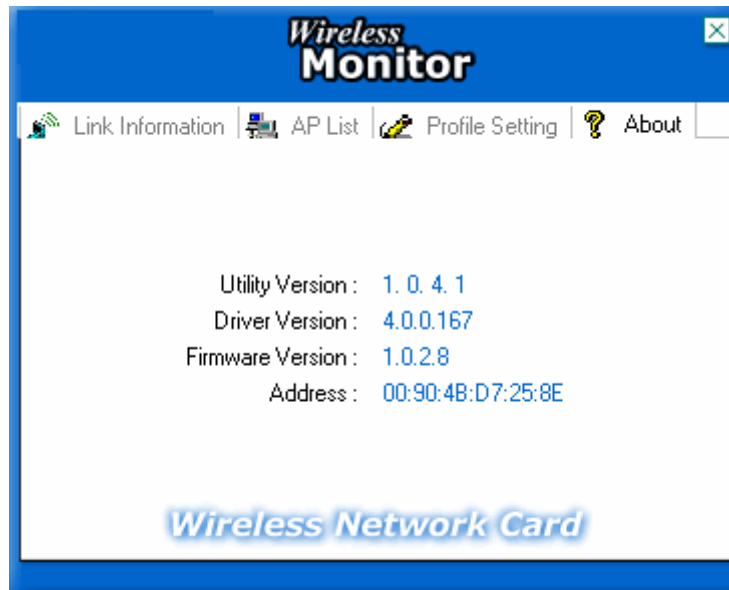 Wireless
Monitor
Link Information AP List Profile Setting About
Utility Version : 1. 0. 4. 1
Driver Version : 4.0.0.167
Firmware Version : 1.0.2.8
Address : 00:90:4B:D7:25:8E
Wireless Network Card